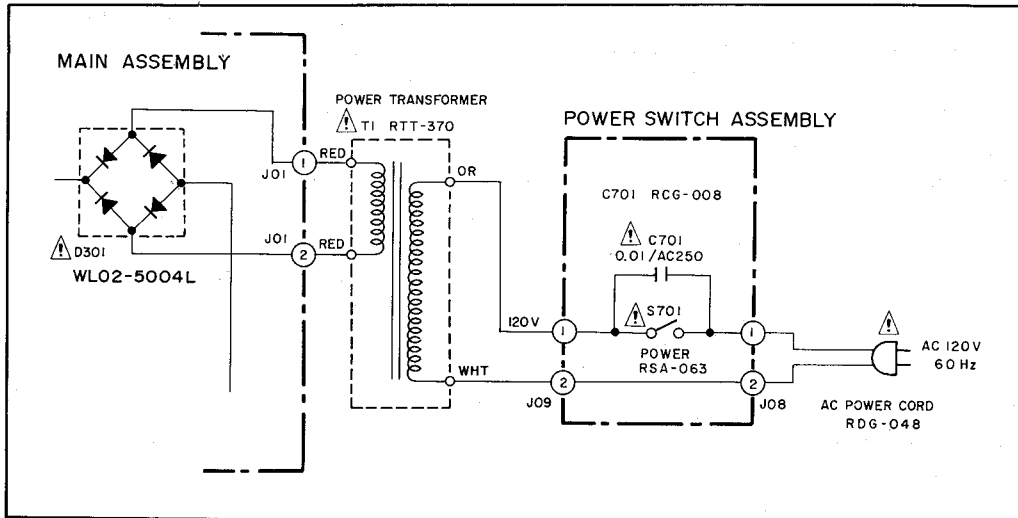 MAIN ASSEMBLY
POWER TRANSFORMER
T1 RTT-370
POWER SWITCH ASSEMBLY
RED
OR
J01
1
C701 RCG-008
C701
0.01/AC250
J01
RED
2
D301
WL02-5004L
120V
1
S701
1
POWER
RSA-063
AC 120V
60Hz
WHT
2
2
J09
J08
AC POWER CORD
RDG-048